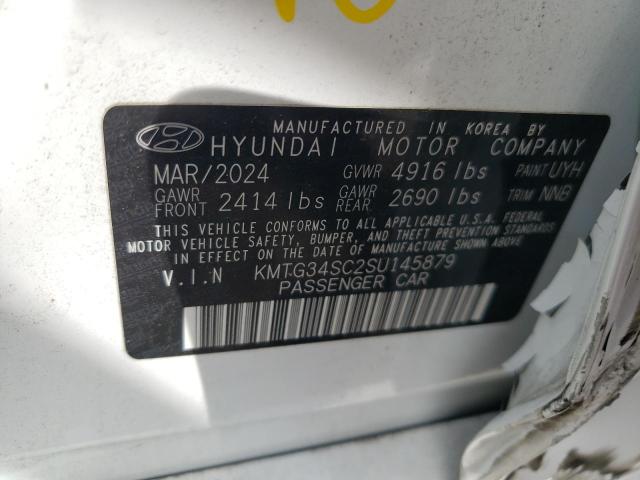 MANUFACTURED IN KOREA BY
HYUNDAI MOTOR COMPANY
MAR/2024 GVWR 4916 lbs PAINT UYH
GAWR FRONT 2414 lbs GAWR REAR 2690 lbs TRIM NNB
THIS VEHICLE CONFORMS TO ALL APPLICABLE U.S. FEDERAL
MOTOR VEHICLE SAFETY, BUMPER, AND THEFT PREVENTION STANDARDS
IN EFFECT ON THE DATE OF MANUFACTURE SHOWN ABOVE.
V.I.N KMTG34SC2SU145879
PASSENGER CAR